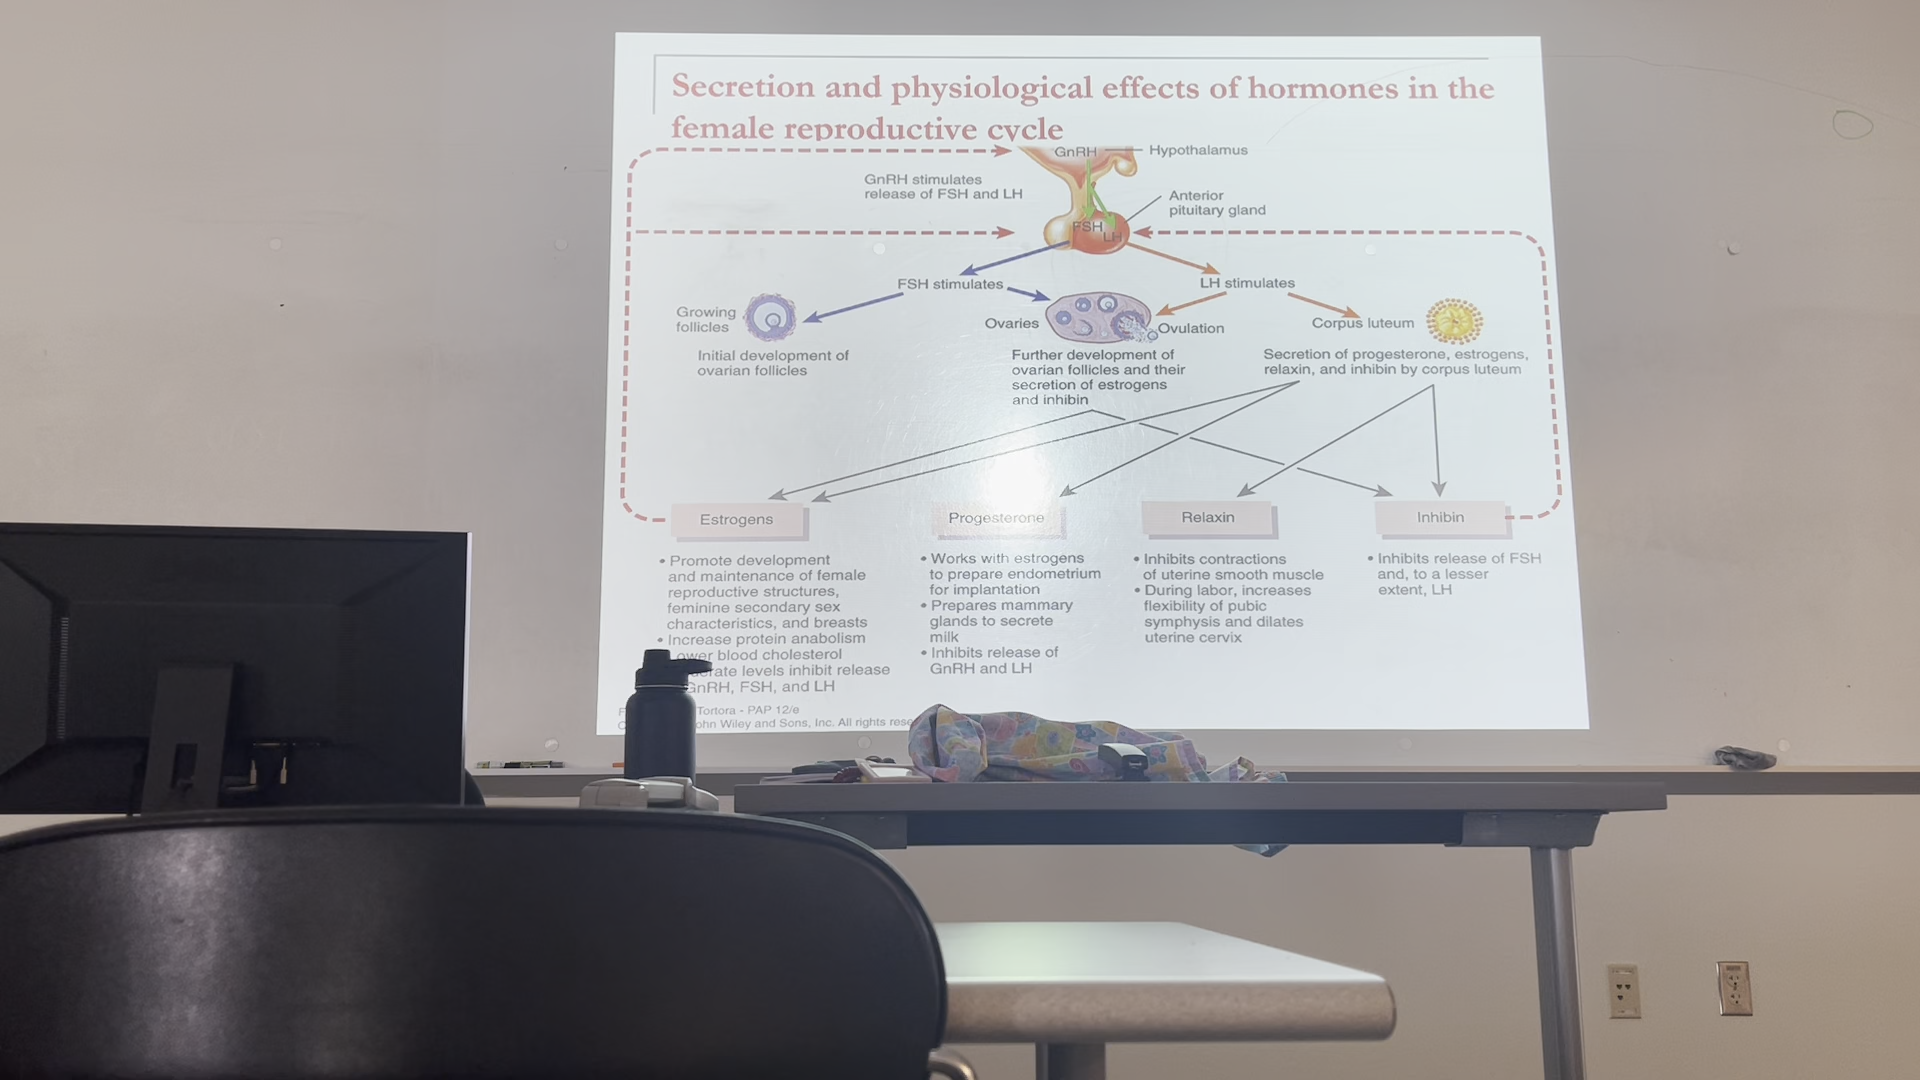 Secretion and physiological effects of hormones in the
female reproductive cycle
GnRH
Hypothalamus
GnRH stimulates
release of FSH and LH
Anterior
pituitary gland
FSH
LH
FSH stimulates
LH stimulates
Growing
follicles
Ovaries
Ovulation
Corpus luteum
Initial development of
ovarian follicles
Further development of
ovarian follicles and their
secretion of estrogens
and inhibin
Secretion of progesterone, estrogens,
relaxin, and inhibin by corpus luteum
Estrogens
Progesterone
Relaxin
Inhibin
• Promote development
and maintenance of female
reproductive structures,
feminine secondary sex
characteristics, and breasts
• Increase protein anabolism
blood cholesterol
levels inhibit release
GnRH, FSH, and LH
• Works with estrogens
to prepare endometrium
for implantation
• Prepares mammary
glands to secrete
milk
• Inhibits release of
GnRH and LH
• Inhibits contractions
of uterine smooth muscle
• During labor, increases
flexibility of pubic
symphysis and dilates
uterine cervix
• Inhibits release of FSH
and, to a lesser
extent, LH
Tortora - PAP 12/e
Wiley and Sons, Inc. All rights